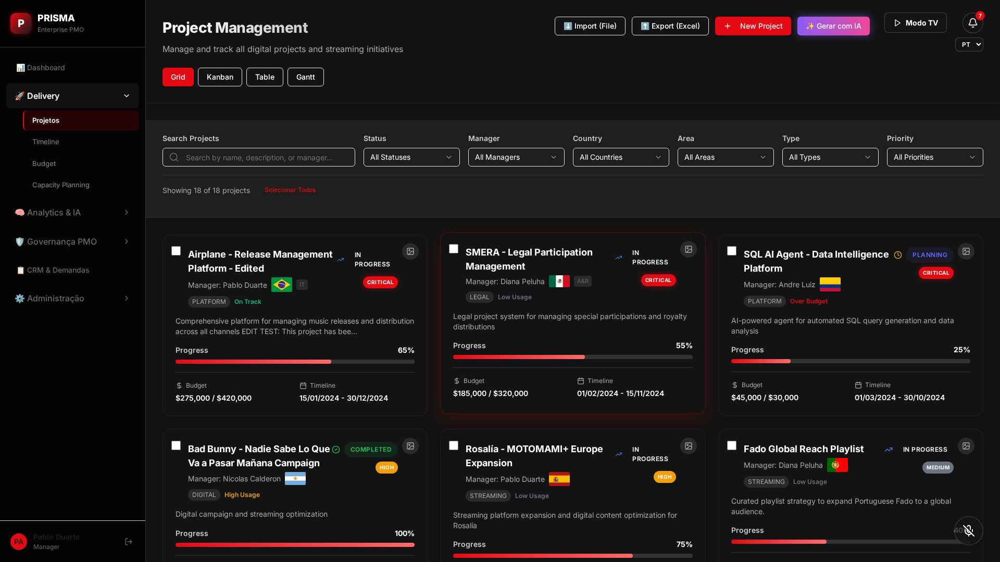 P
PRISMA
Enterprise PMO
📊 Dashboard
🚀 Delivery
Projetos
Timeline
Budget
Capacity Planning
🧠 Analytics & IA
🛡️ Governança PMO
📋 CRM & Demandas
⚙️ Administração
PA
Pablo Duarte
Manager
Project Management
Manage and track all digital projects and streaming initiatives
⬇️ Import (File)
⬆️ Export (Excel)
+ New Project
✨ Gerar com IA
Modo TV
7
PT
Grid
Kanban
Table
Gantt
Search Projects
Search by name, description, or manager...
Status
All Statuses
Manager
All Managers
Country
All Countries
Area
All Areas
Type
All Types
Priority
All Priorities
Showing 18 of 18 projects
Selecionar Todos
Airplane - Release Management
Platform - Edited
IN
PROGRESS
CRITICAL
Manager: Pablo Duarte
IT
PLATFORM
On Track
Comprehensive platform for managing music releases and distribution
across all channels EDIT TEST: This project has bee...
Progress
65%
Budget
$275,000 / $420,000
Timeline
15/01/2024 - 30/12/2024
SMERA - Legal Participation
Management
IN
PROGRESS
CRITICAL
Manager: Diana Peluha
A&R
LEGAL
Low Usage
Legal project system for managing special participations and royalty
distributions
Progress
55%
Budget
$185,000 / $320,000
Timeline
01/02/2024 - 15/11/2024
SQL AI Agent - Data Intelligence
Platform
PLANNING
CRITICAL
Manager: Andre Luiz
PLATFORM
Over Budget
AI-powered agent for automated SQL query generation and data
analysis
Progress
25%
Budget
$45,000 / $30,000
Timeline
01/03/2024 - 30/10/2024
Bad Bunny - Nadie Sabe Lo Que
Va a Pasar Mañana Campaign
COMPLETED
HIGH
Manager: Nicolas Calderon
DIGITAL
High Usage
Digital campaign and streaming optimization
Progress
100%
Rosalía - MOTOMAMI+ Europe
Expansion
IN
PROGRESS
HIGH
Manager: Pablo Duarte
STREAMING
Low Usage
Streaming platform expansion and digital content optimization for
Rosalía
Progress
75%
Fado Global Reach Playlist
IN PROGRESS
MEDIUM
Manager: Diana Peluha
STREAMING
Low Usage
Curated playlist strategy to expand Portuguese Fado to a global
audience.
Progress